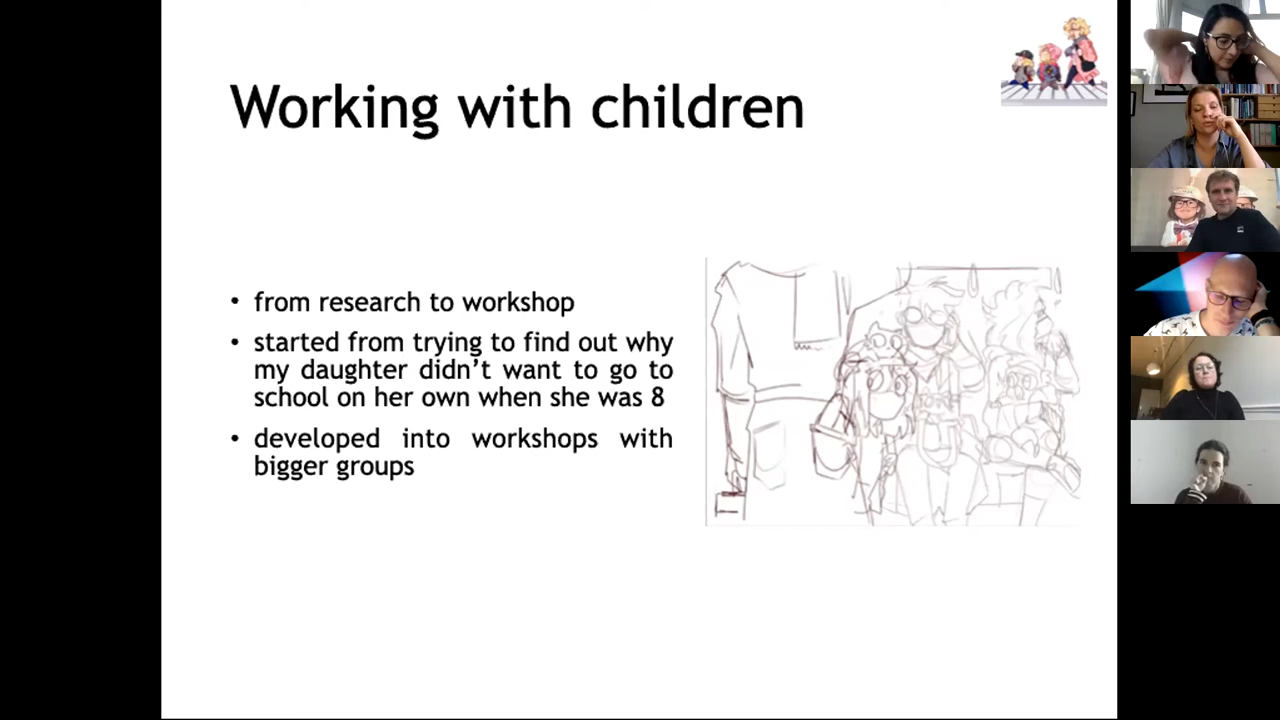 Working with children
• from research to workshop
• started from trying to find out why
my daughter didn't want to go to
school on her own when she was 8
• developed into workshops with
bigger groups